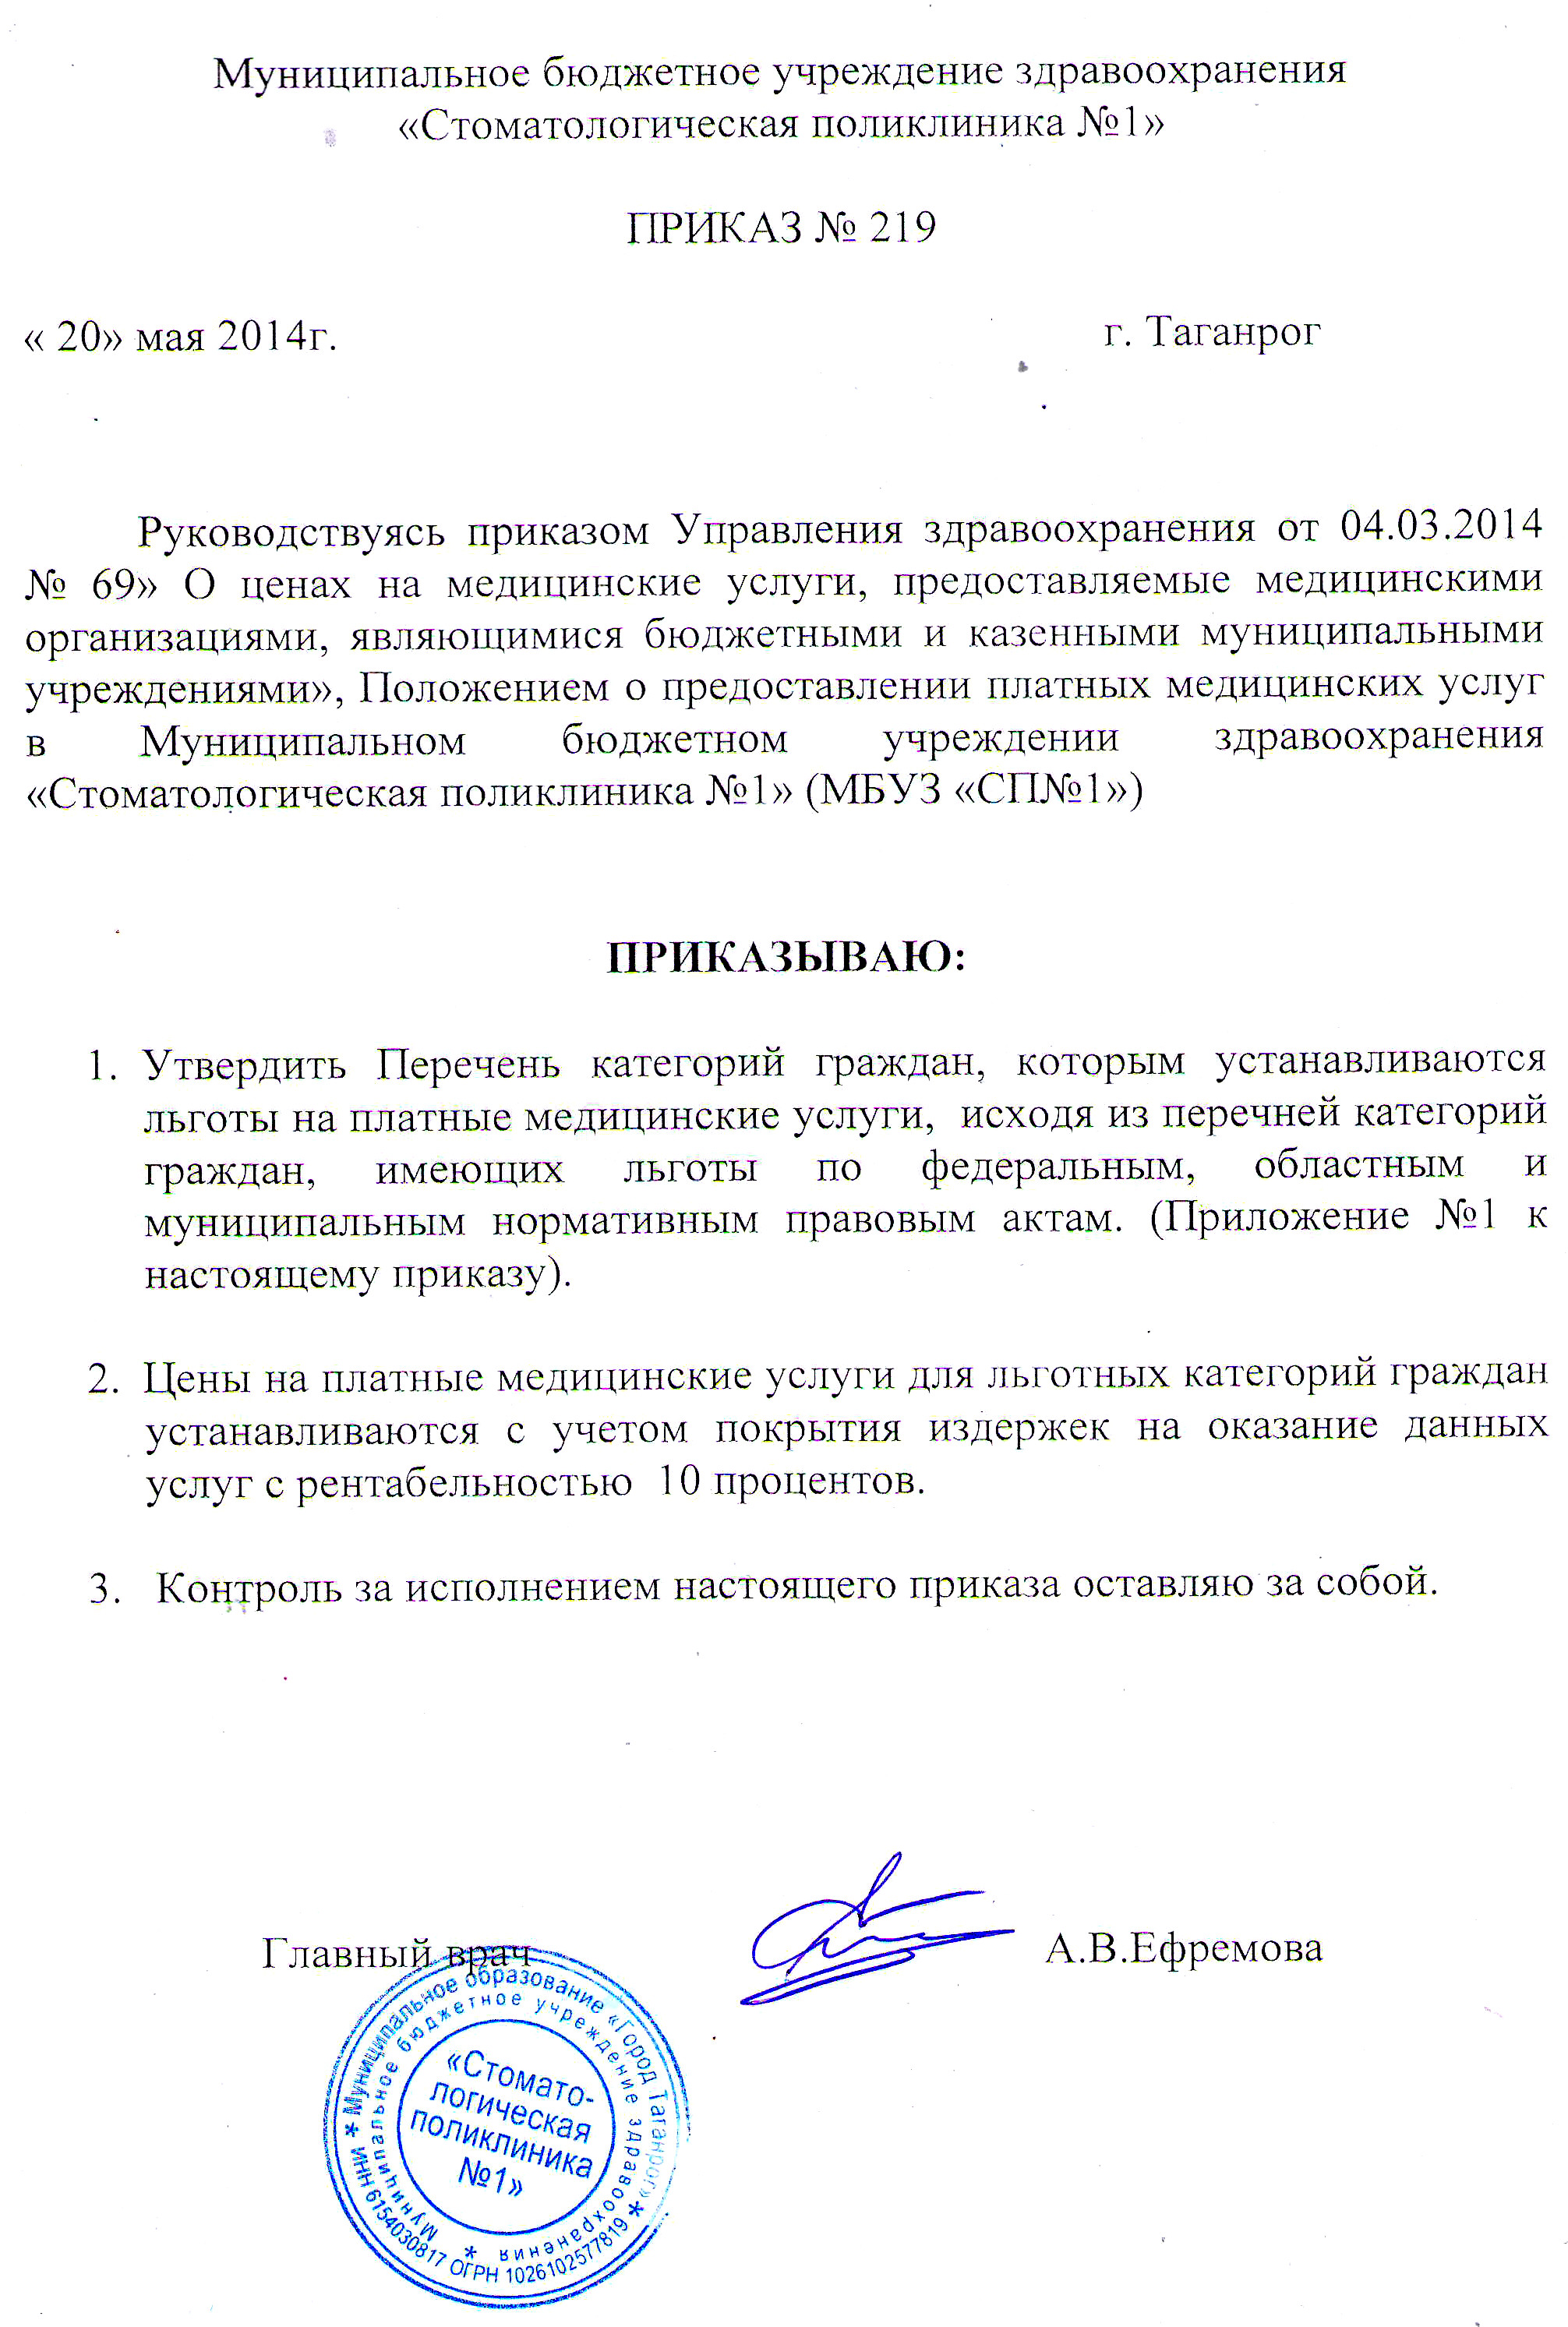 Муниципальное бюджетное учреждение здравоохранения
«Стоматологическая поликлиника №1»
ПРИКАЗ № 219
« 20» мая 2014г. г. Таганрог
Руководствуясь приказом Управления здравоохранения от 04.03.2014
№ 69» О ценах на медицинские услуги, предоставляемые медицинскими
организациями, являющимися бюджетными и казенными муниципальными
учреждениями», Положением о предоставлении платных медицинских услуг
в Муниципальном бюджетном учреждении здравоохранения
«Стоматологическая поликлиника №1» (МБУЗ «СП№1»)
ПРИКАЗЫВАЮ:
1. Утвердить Перечень категорий граждан, которым устанавливаются
льготы на платные медицинские услуги, исходя из перечней категорий
граждан, имеющих льготы по федеральным, областным и
муниципальным нормативным правовым актам. (Приложение №1 к
настоящему приказу).
2. Цены на платные медицинские услуги для льготных категорий граждан
устанавливаются с учетом покрытия издержек на оказание данных
услуг с рентабельностью 10 процентов.
3. Контроль за исполнением настоящего приказа оставляю за собой.
Главный врач А.В.Ефремова
* Муниципальное образование «Город Таганрог» *
ИНН 6154030817 ОГРН 1026102577819
Муниципальное бюджетное учреждение здравоохранения *
«Стомато-
логическая
поликлиника
№1»